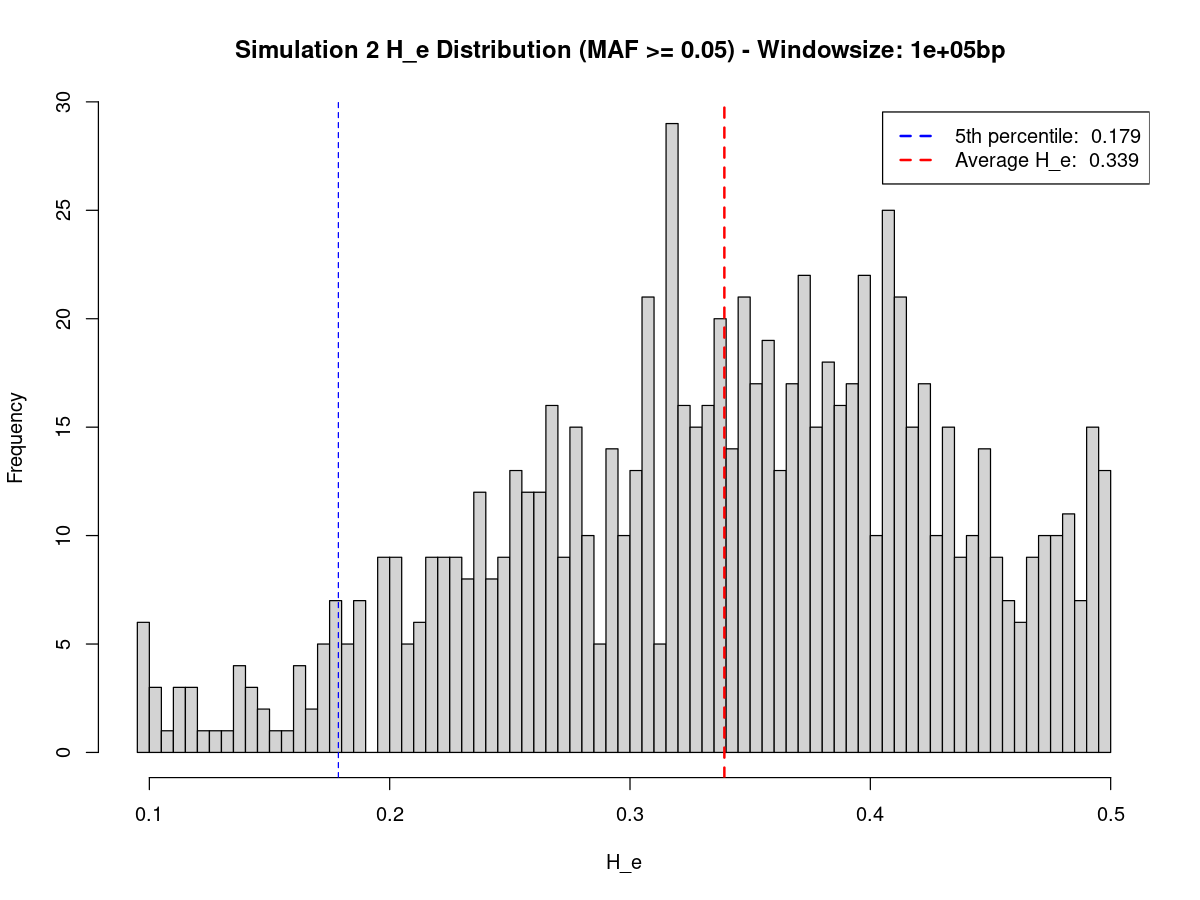 Simulation 2 H_e Distribution (MAF >= 0.05) - Windowsize: 1e+05bp
5th percentile: 0.179
Average H_e: 0.339
Frequency
30
25
20
15
10
5
0
0.1 0.2 0.3 0.4 0.5
H_e